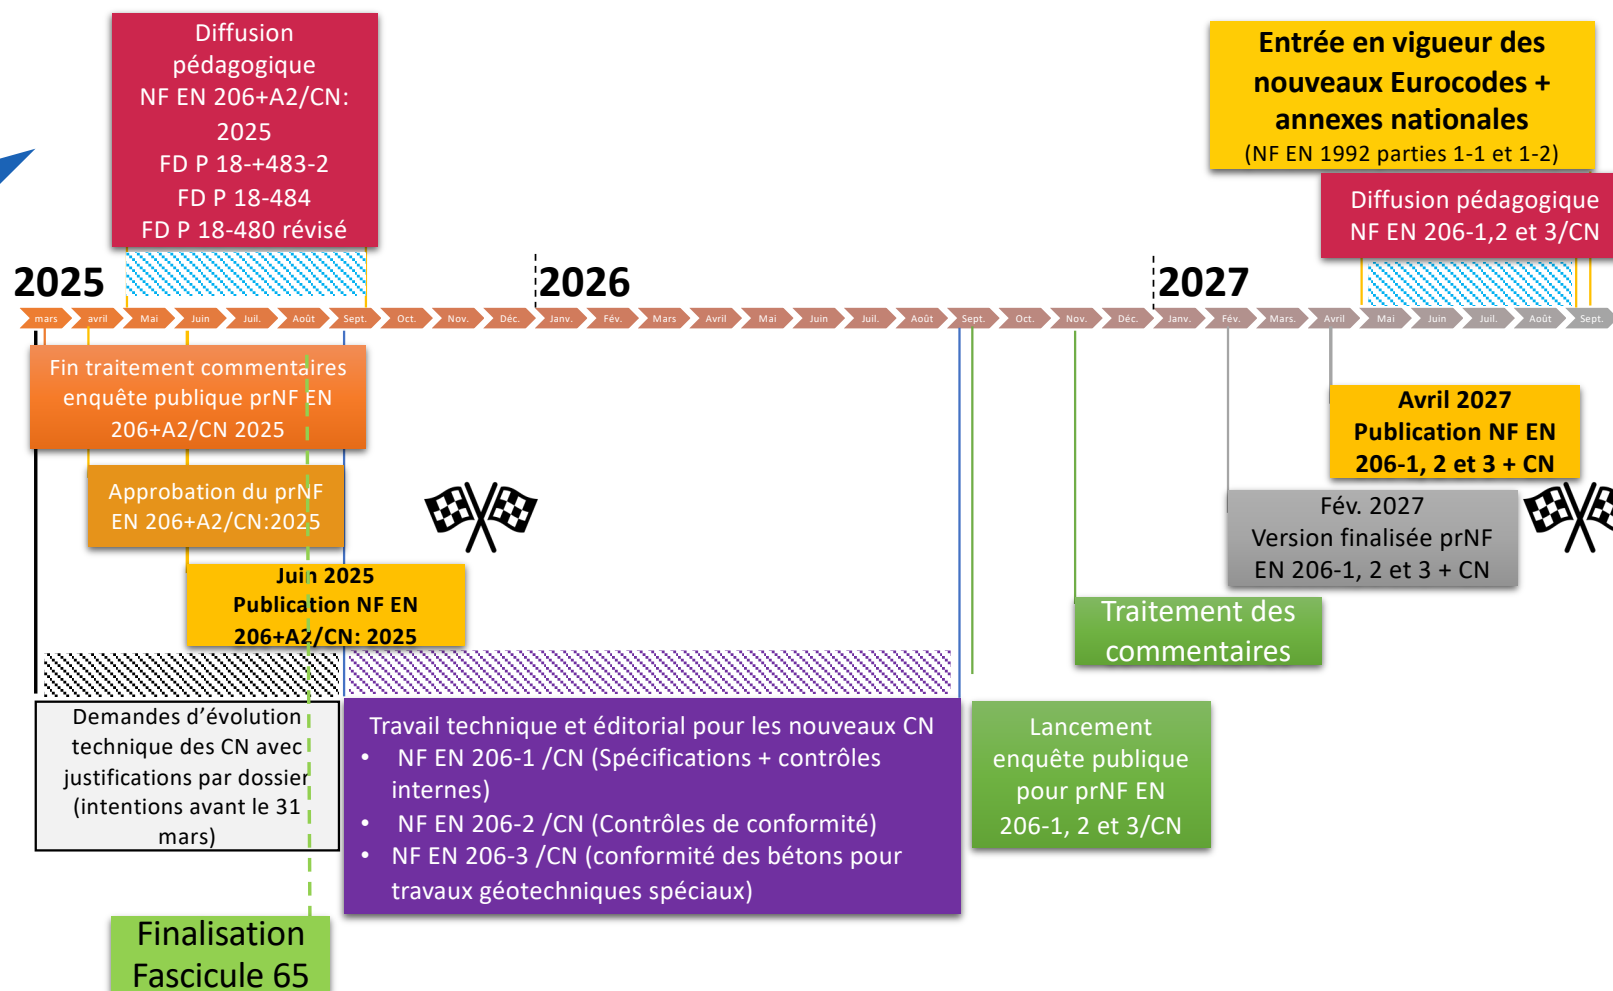 Diffusion
pédagogique
NF EN 206+A2/CN:
2025
FD P 18-+483-2
FD P 18-484
FD P 18-480 révisé
Entrée en vigueur des
nouveaux Eurocodes +
annexes nationales
(NF EN 1992 parties 1-1 et 1-2)
Diffusion pédagogique
NF EN 206-1,2 et 3/CN
2025
2026
2027
mars avril Mai Juin Juil. Août Sept. Oct. Nov. Déc. Janv. Fév. Mars Avril Mai Juin Juil. Août Sept. Oct. Nov. Déc. Janv. Fév. Mars. Avril Mai Juin Juil. Août Sept.
Fin traitement commentaires
enquête publique prNF EN
206+A2/CN 2025
Approbation du prNF
EN 206+A2/CN:2025
Juin 2025
Publication NF EN
206+A2/CN: 2025
Avril 2027
Publication NF EN
206-1, 2 et 3 + CN
Fév. 2027
Version finalisée prNF
EN 206-1, 2 et 3 + CN
Traitement des
commentaires
Demandes d'évolution
technique des CN avec
justifications par dossier
(intentions avant le 31
mars)
Travail technique et éditorial pour les nouveaux CN
• NF EN 206-1 /CN (Spécifications + contrôles
internes)
• NF EN 206-2 /CN (Contrôles de conformité)
• NF EN 206-3 /CN (conformité des bétons pour
travaux géotechniques spéciaux)
Lancement
enquête publique
pour prNF EN
206-1, 2 et 3/CN
Finalisation
Fascicule 65